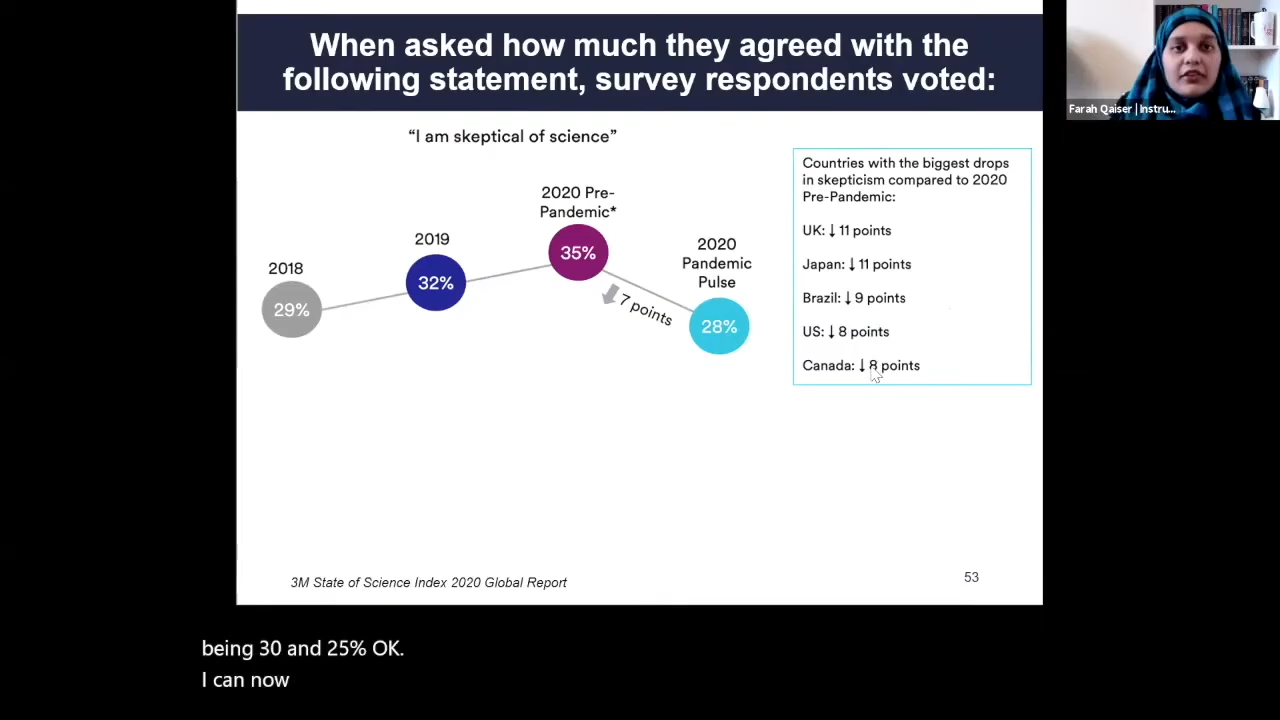 When asked how much they agreed with the
following statement, survey respondents voted:
Farah Qaiser | Instru...
"I am skeptical of science"
2018
29%
2019
32%
2020 Pre-
Pandemic*
35%
7 points
2020
Pandemic
Pulse
28%
Countries with the biggest drops
in skepticism compared to 2020
Pre-Pandemic:
UK: ↓ 11 points
Japan: ↓ 11 points
Brazil: ↓ 9 points
US: ↓ 8 points
Canada: ↓ 8 points
3M State of Science Index 2020 Global Report
53
being 30 and 25% OK.
I can now